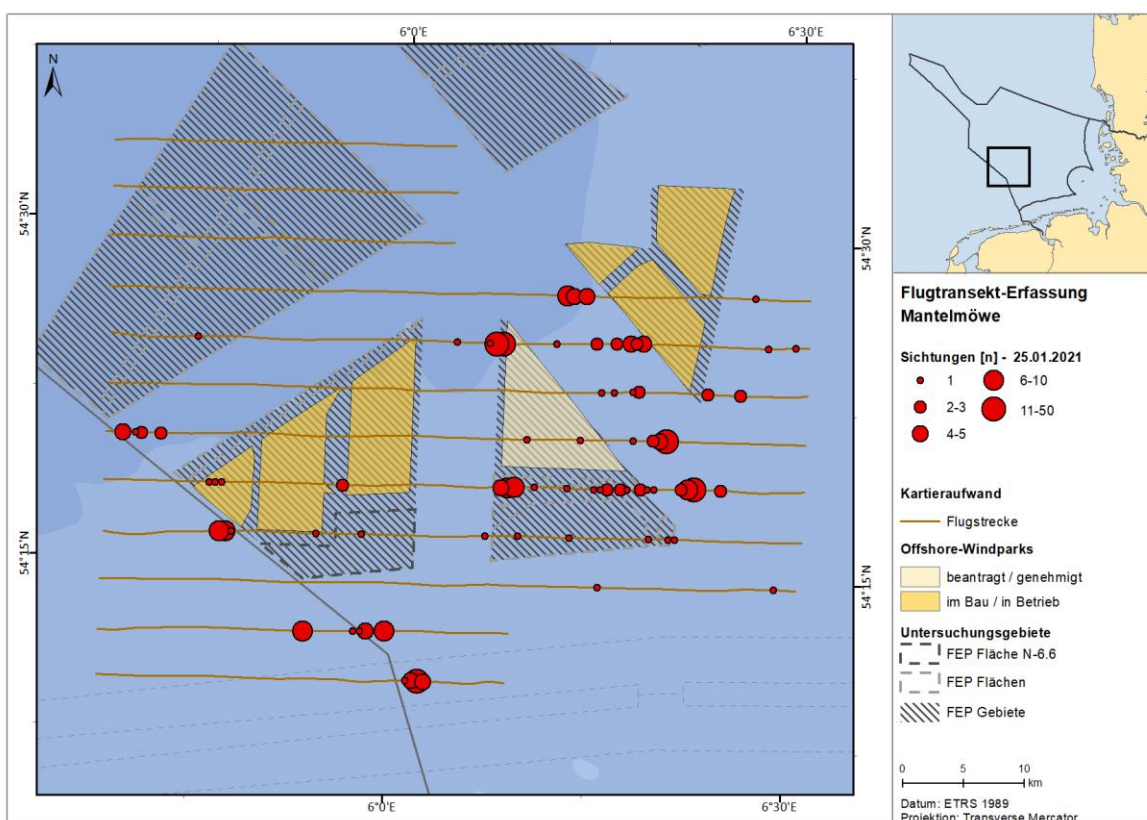 6°0'E
6°30'E
N
54°30'N
54°30'N
54°15'N
54°15'N
6°0'E
6°30'E
Flugtransekt-Erfassung
Mantelmöwe
Sichtungen [n] - 25.01.2021
1
6-10
2-3
11-50
4-5
Kartieraufwand
Flugstrecke
Offshore-Windparks
beantragt / genehmigt
im Bau / in Betrieb
Untersuchungsgebiete
FEP Fläche N-6.6
FEP Flächen
FEP Gebiete
0 5 10
km
Datum: ETRS 1989
Projektion: Transverse Mercator